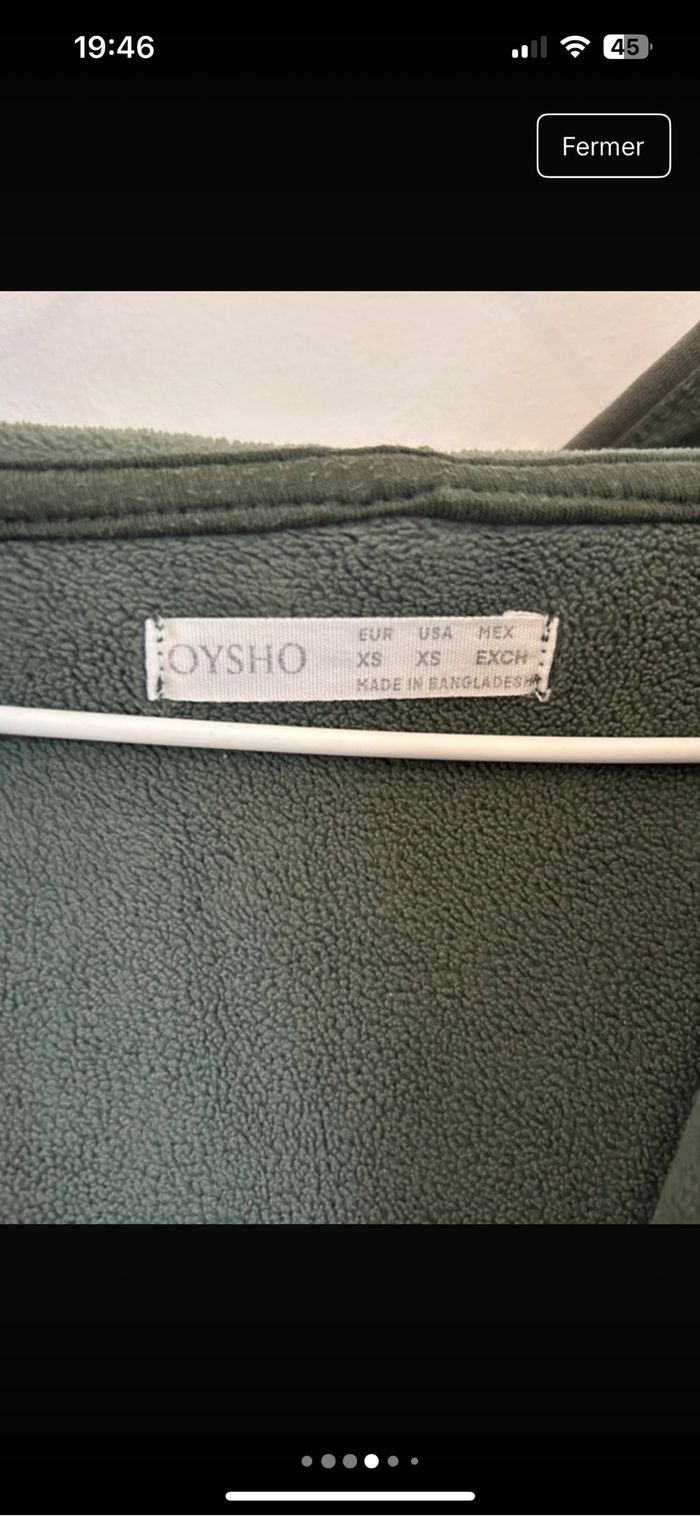 19:46
45
Fermer
OYSHO
EUR USA MEX
XS XS EXCH
MADE IN BANGLADESH